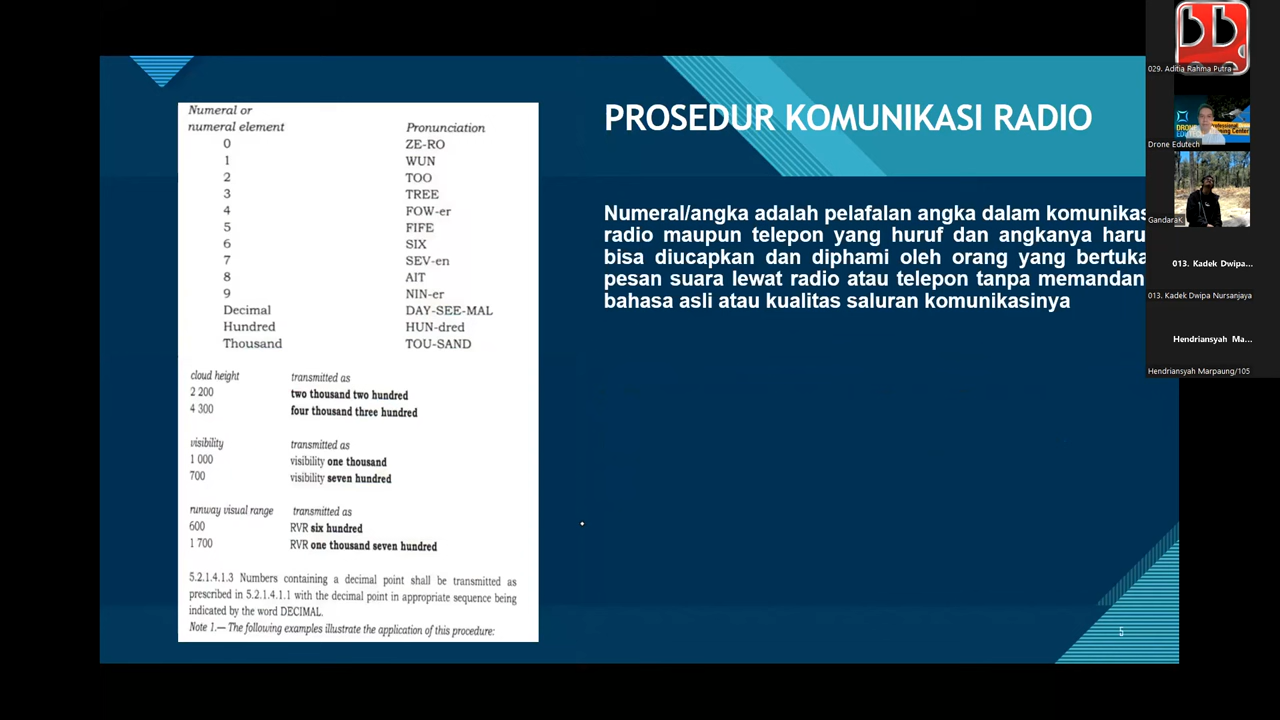 PROSEDUR KOMUNIKASI RADIO
Numeral or
numeral element Pronunciation
0 ZE-RO
1 WUN
2 TOO
3 TREE
4 FOW-er
5 FIFE
6 SIX
7 SEV-en
8 AIT
9 NIN-er
Decimal DAY-SEE-MAL
Hundred HUN-dred
Thousand TOU-SAND
cloud height transmitted as
2 200 two thousand two hundred
4 300 four thousand three hundred
visibility transmitted as
1 000 visibility one thousand
700 visibility seven hundred
runway visual range transmitted as
600 RVR six hundred
1 700 RVR one thousand seven hundred
5.2.1.4.1.3 Numbers containing a decimal point shall be transmitted as
prescribed in 5.2.1.4.1.1 with the decimal point in appropriate sequence being
indicated by the word DECIMAL.
Note 1.— The following examples illustrate the application of this procedure:
Numeral/angka adalah pelafalan angka dalam komunikas
radio maupun telepon yang huruf dan angkanya haru
bisa diucapkan dan diphami oleh orang yang bertuka
pesan suara lewat radio atau telepon tanpa memandan
bahasa asli atau kualitas saluran komunikasinya
5
bb
029. Aditia Rahma Putra
Drone Edutech
GandaraK
013. Kadek Dwipa...
013. Kadek Dwipa Nursanjaya
Hendriansyah Ma...
Hendriansyah Marpaung/105